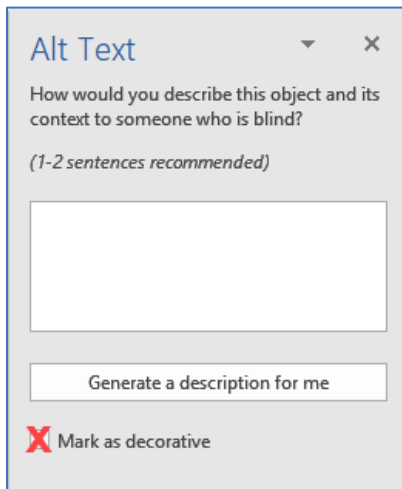 Alt Text
How would you describe this object and its
context to someone who is blind?
(1-2 sentences recommended)
Generate a description for me
Mark as decorative